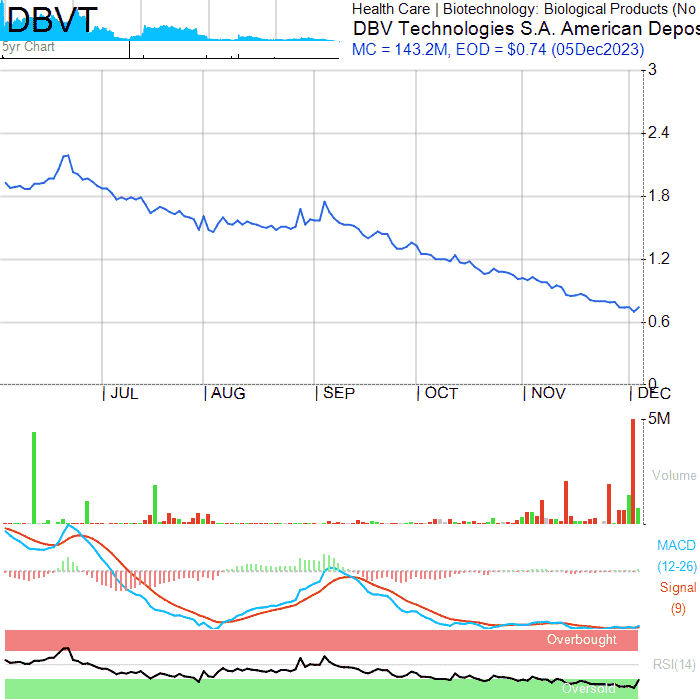 DBVT
5yr Chart
Health Care | Biotechnology: Biological Products (No
DBV Technologies S.A. American Depos
MC = 143.2M, EOD = $0.74 (05Dec2023)
3
2.4
1.8
1.2
0.6
0
JUL AUG SEP OCT NOV DEC
5M
Volume
MACD
(12-26)
Signal
(9)
Overbought
RSI(14)
Oversold